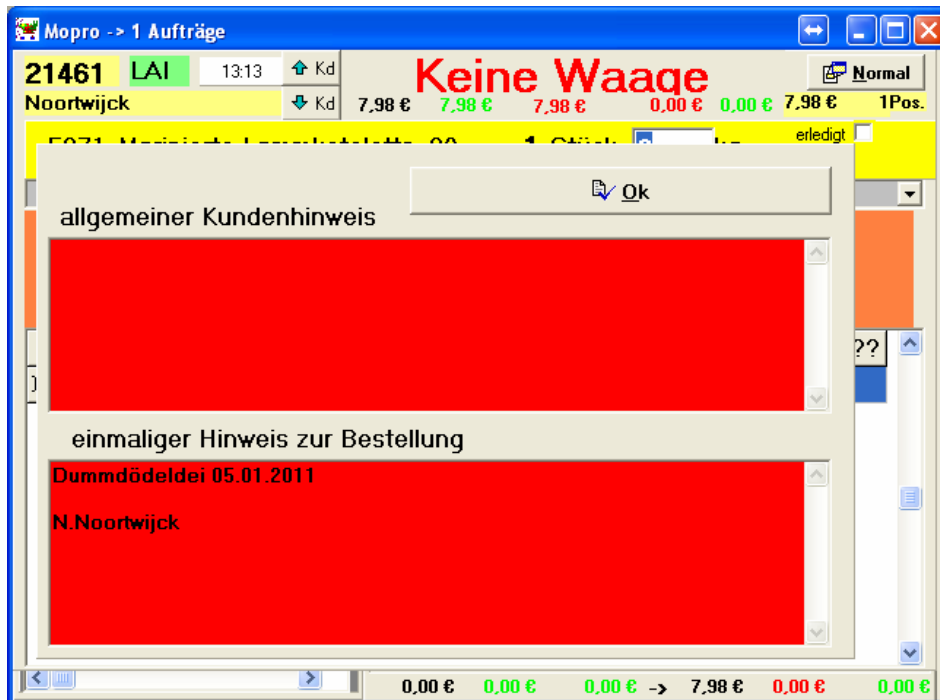 Mopro -> 1 Aufträge
21461 LAI 13:13 Kd Keine Waage Normal
Noortwijck Kd 7,98 € 7,98 € 7,98 € 0,00 € 0,00 € 7,98 € 1Pos.
erledigt
1 Stück
Ok
allgemeiner Kundenhinweis
??
einmaliger Hinweis zur Bestellung
Dummdödeldei 05.01.2011
N.Noortwijck
0,00 € 0,00 € 0,00 € -> 7,98 € 0,00 € 0,00 €